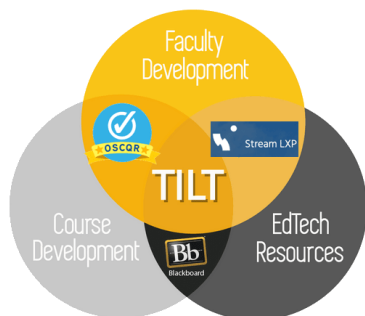 Faculty
Development
OSCQR
Stream LXP
TILT
Course
Development
EdTech
Resources
Bb
Blackboard